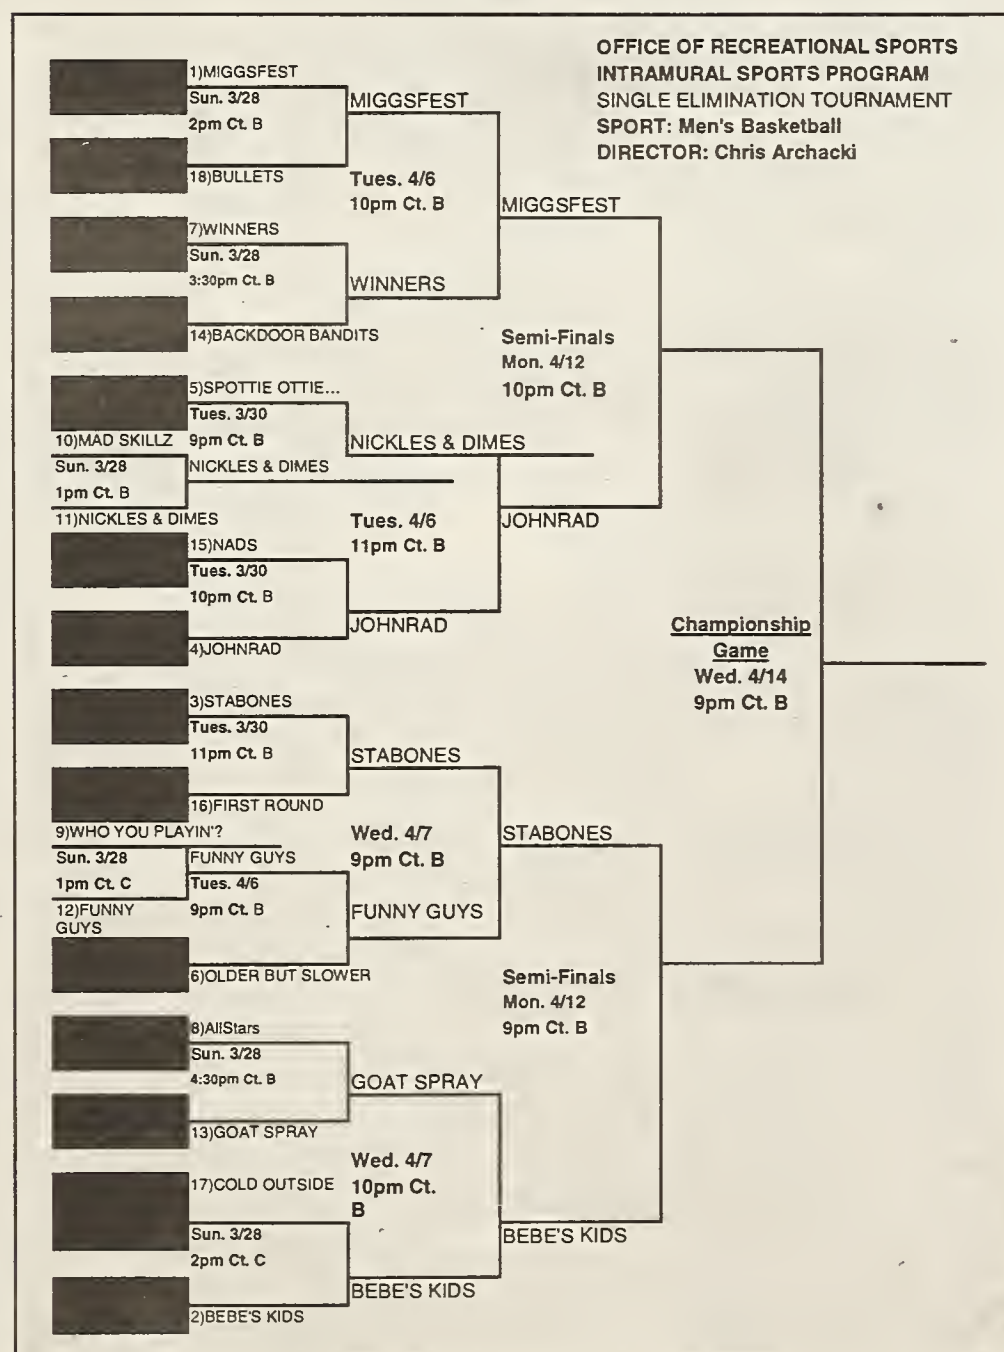 OFFICE OF RECREATIONAL SPORTS
INTRAMURAL SPORTS PROGRAM
SINGLE ELIMINATION TOURNAMENT
SPORT: Men's Basketball
DIRECTOR: Chris Archacki
1)MIGGSFEST
Sun. 3/28
2pm Ct. B
18)BULLETS
MIGGSFEST
Tues. 4/6
10pm Ct. B
7)WINNERS
Sun. 3/28
3:30pm Ct. B
14)BACKDOOR BANDITS
WINNERS
MIGGSFEST
Semi-Finals
Mon. 4/12
10pm Ct. B
5)SPOTTIE OTTIE...
Tues. 3/30
9pm Ct. B
10)MAD SKILLZ
Sun. 3/28
1pm Ct. B
11)NICKLES & DIMES
NICKLES & DIMES
NICKLES & DIMES
Tues. 4/6
11pm Ct. B
15)NADS
Tues. 3/30
10pm Ct. B
4)JOHNRAD
JOHNRAD
JOHNRAD
Championship
Game
Wed. 4/14
9pm Ct. B
3)STABONES
Tues. 3/30
11pm Ct. B
16)FIRST ROUND
STABONES
Wed. 4/7
9pm Ct. B
9)WHO YOU PLAYIN'?
Sun. 3/28
1pm Ct. C
12)FUNNY
GUYS
FUNNY GUYS
Tues. 4/6
9pm Ct. B
6)OLDER BUT SLOWER
FUNNY GUYS
STABONES
Semi-Finals
Mon. 4/12
9pm Ct. B
8)AllStars
Sun. 3/28
4:30pm Ct. B
13)GOAT SPRAY
GOAT SPRAY
Wed. 4/7
10pm Ct.
B
17)COLD OUTSIDE
Sun. 3/28
2pm Ct. C
2)BEBE'S KIDS
BEBE'S KIDS
BEBE'S KIDS